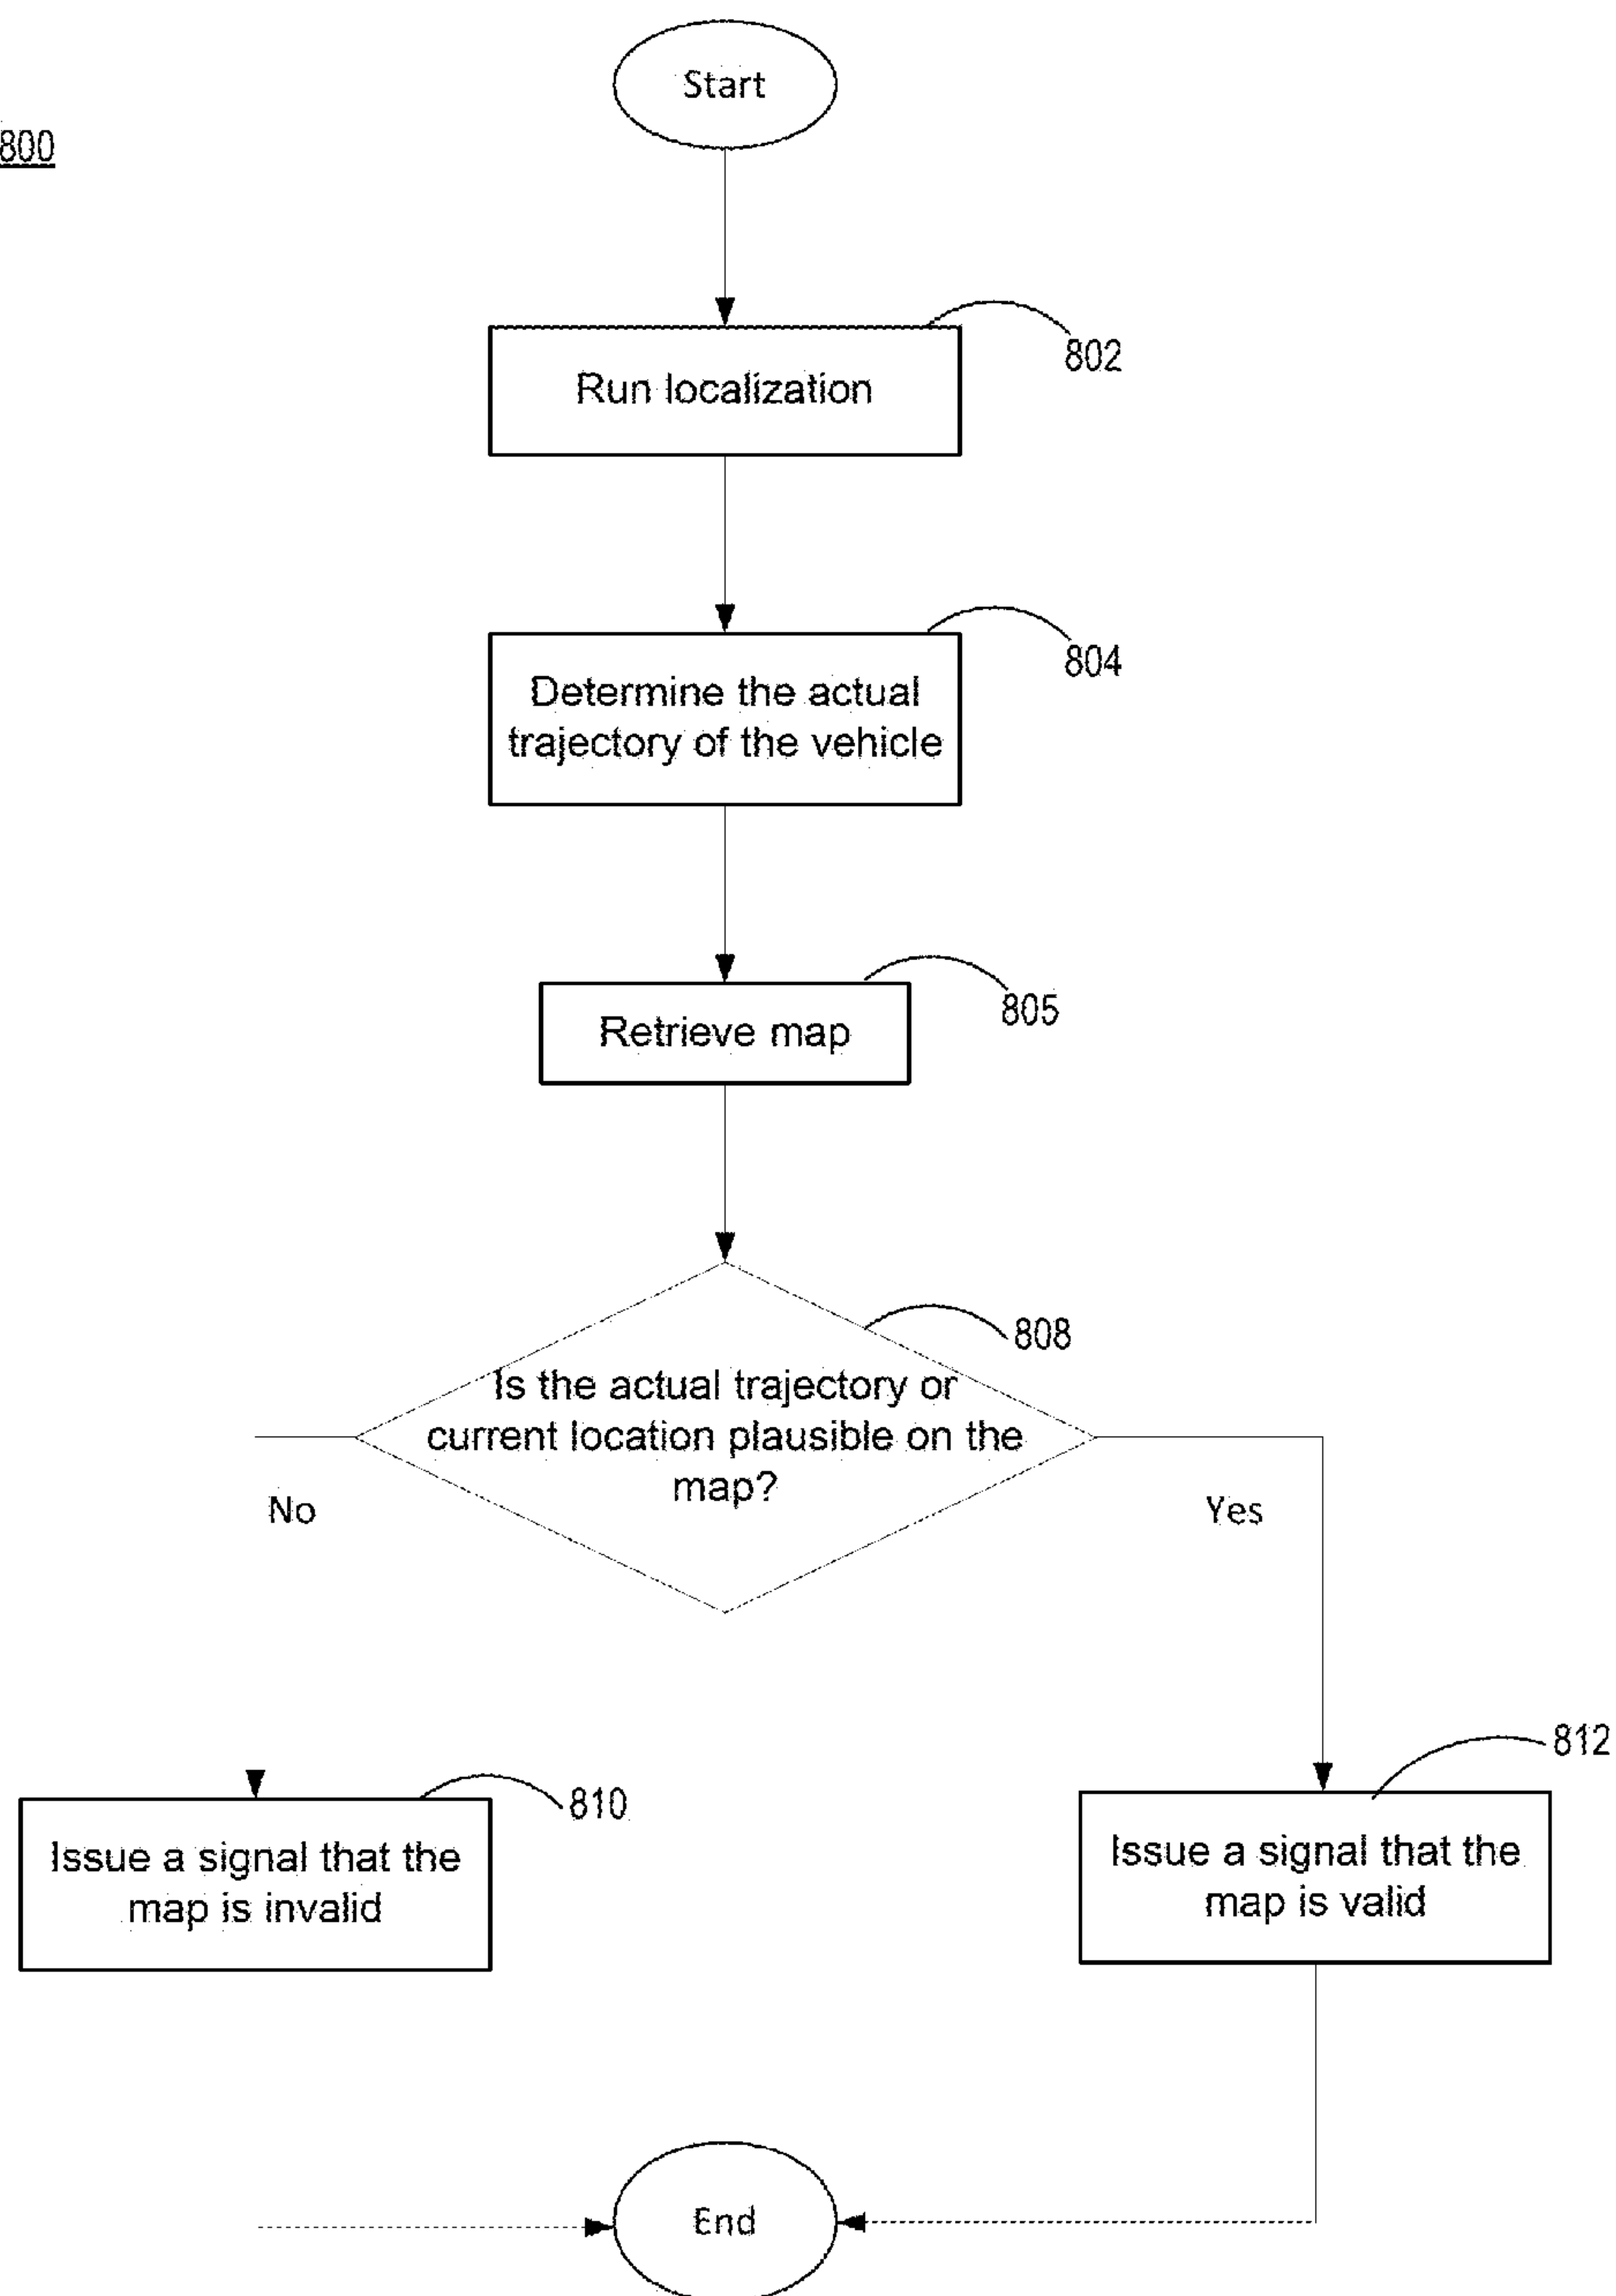 Start
800
802
Run localization
804
Determine the actual
trajectory of the vehicle
805
Retrieve map
808
Is the actual trajectory or
current location plausible on the
map?
No
Yes
812
810
Issue a signal that the
map is invalid
Issue a signal that the
map is valid
End